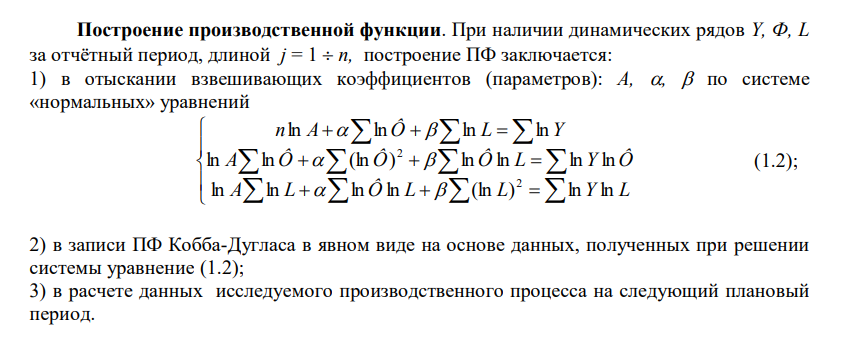 Построение производственной функции. При наличии динамических рядов Y, Ф, L
за отчётный период, длиной j = 1 ÷ n, построение ПФ заключается:
1) в отыскании взвешивающих коэффициентов (параметров): A, α, β по системе
«нормальных» уравнений
n ln A + α∑ln Ô + β∑ln L = ∑ln Y
ln A∑ln Ô + α∑(ln Ô)² + β∑ln Ô ln L = ∑ln Y ln Ô (1.2);
ln A∑ln L + α∑ln Ô ln L + β∑(ln L)² = ∑ln Y ln L
2) в записи ПФ Кобба-Дугласа в явном виде на основе данных, полученных при решении
системы уравнение (1.2);
3) в расчете данных исследуемого производственного процесса на следующий плановый
период.